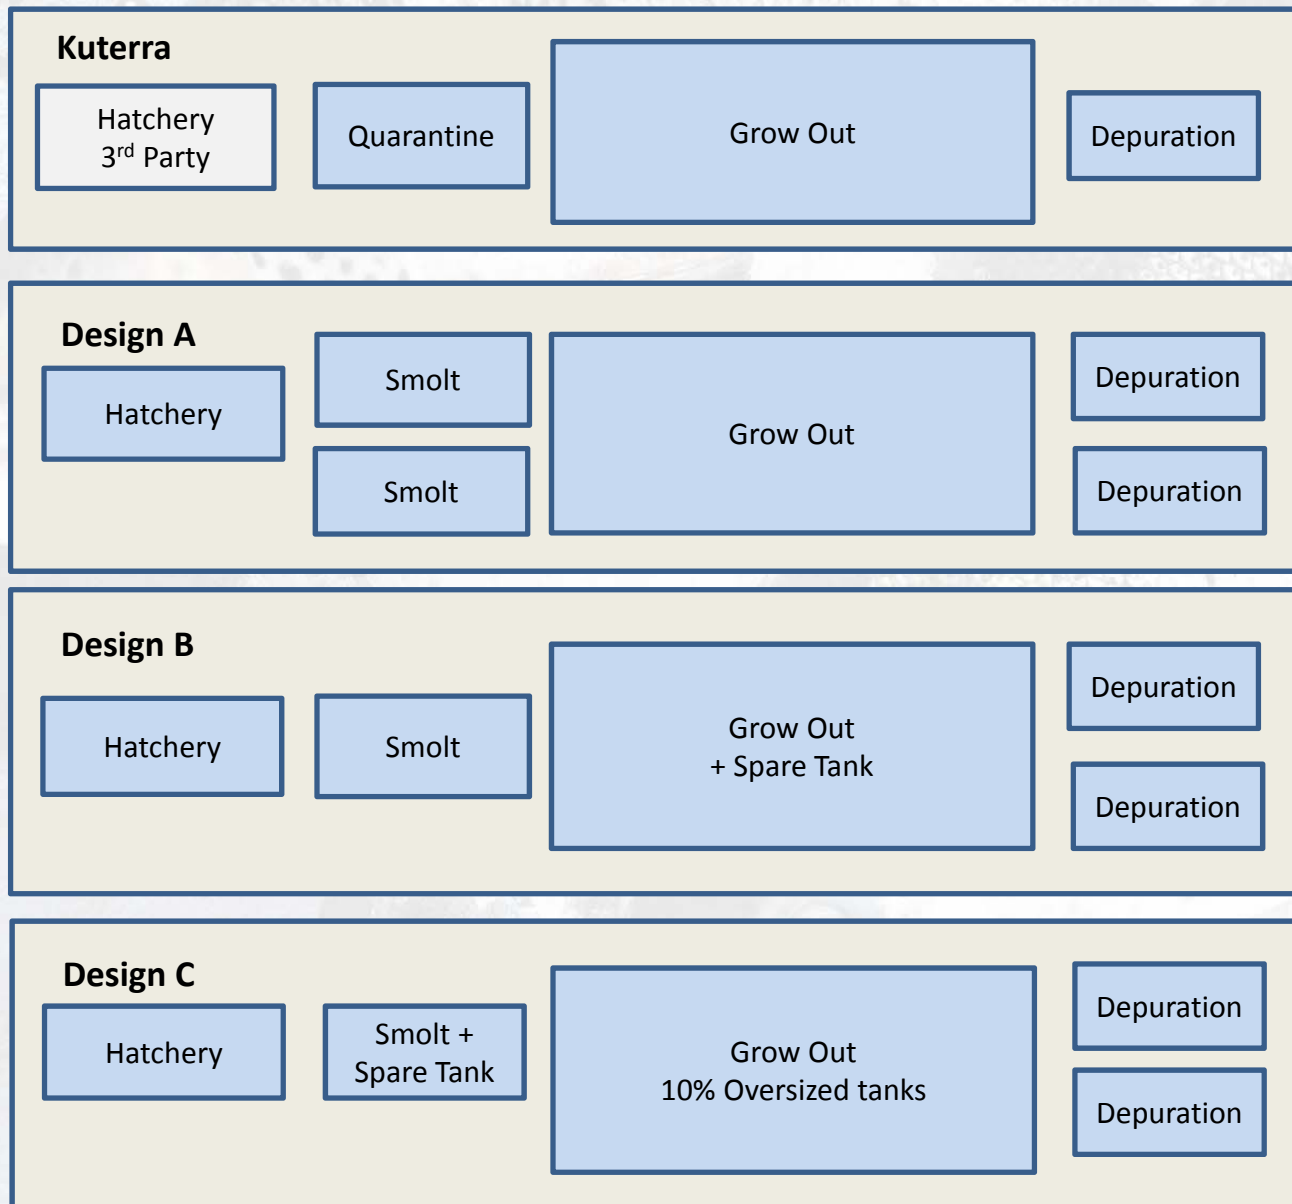 Kuterra
Hatchery
3rd Party
Quarantine
Grow Out
Depuration
Design A
Hatchery
Smolt
Smolt
Grow Out
Depuration
Depuration
Design B
Hatchery
Smolt
Grow Out
+ Spare Tank
Depuration
Depuration
Design C
Hatchery
Smolt +
Spare Tank
Grow Out
10% Oversized tanks
Depuration
Depuration